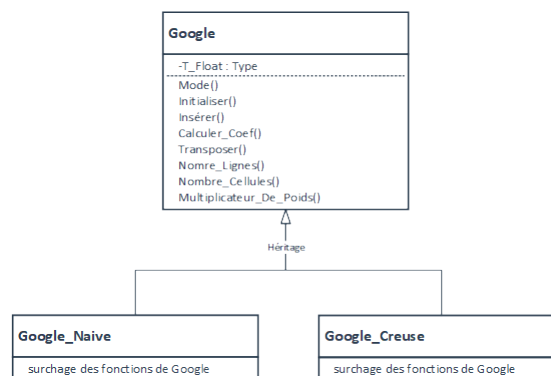 Google
-T_Float : Type
Mode()
Initialiser()
Insérer()
Calculer_Coef()
Transposer()
Nomre_Lignes()
Nombre_Cellules()
Multiplicateur_De_Poids()
Héritage
Google_Naive
surchage des fonctions de Google
Google_Creuse
surchage des fonctions de Google